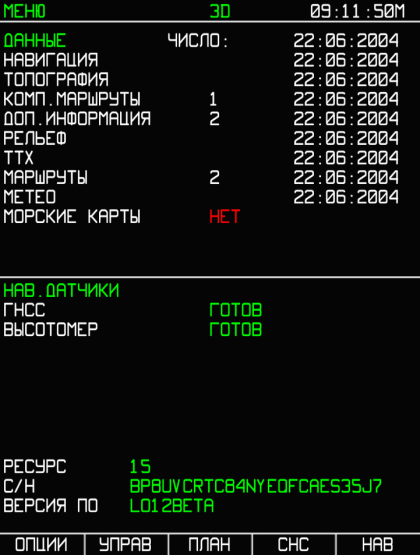 МЕНЮ 3D 09:11:50М
ДАННЫЕ ЧИСЛО: 22:06:2004
НАВИГАЦИЯ 22:06:2004
ТОПОГРАФИЯ 22:06:2004
КОМП.МАРШРУТЫ 1 22:06:2004
ДОП.ИНФОРМАЦИЯ 2 22:06:2004
РЕЛЬЕФ 22:06:2004
ТТХ 22:06:2004
МАРШРУТЫ 2 22:06:2004
МЕТЕО 22:06:2004
МОРСКИЕ КАРТЫ НЕТ
НАВ.ДАТЧИКИ
ГНСС ГОТОВ
ВЫСОТОМЕР ГОТОВ
РЕСУРС 15
С/Н BPBUVCRTC84NYEOFCAES35J7
ВЕРСИЯ ПО L012BETA
ОПЦИИ УПРАВ ПЛАН СНС НАВ